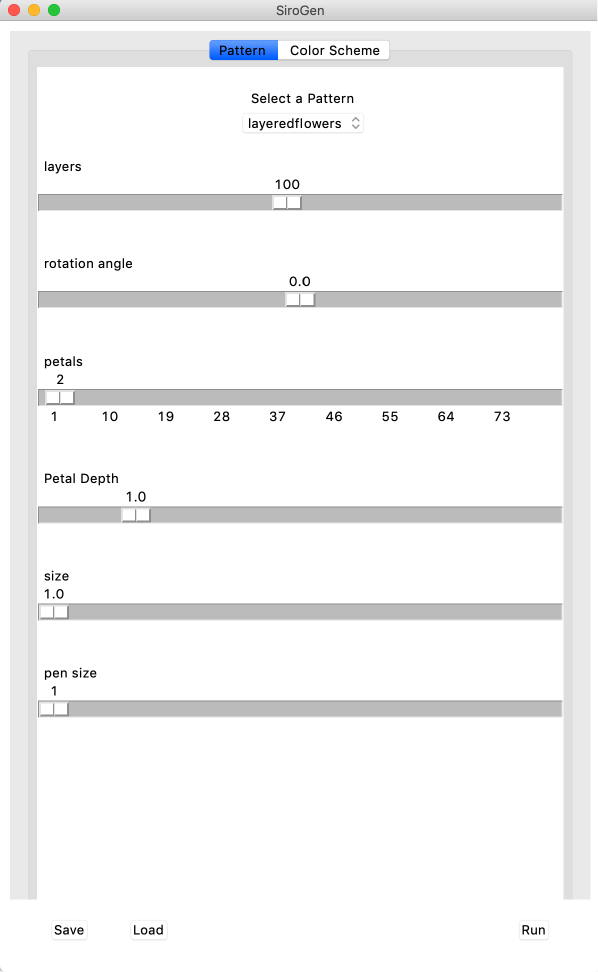 SiroGen
Pattern Color Scheme
Select a Pattern
layeredflowers
layers
100
rotation angle
0.0
petals
2
1 10 19 28 37 46 55 64 73
Petal Depth
1.0
size
1.0
pen size
1
Save Load Run